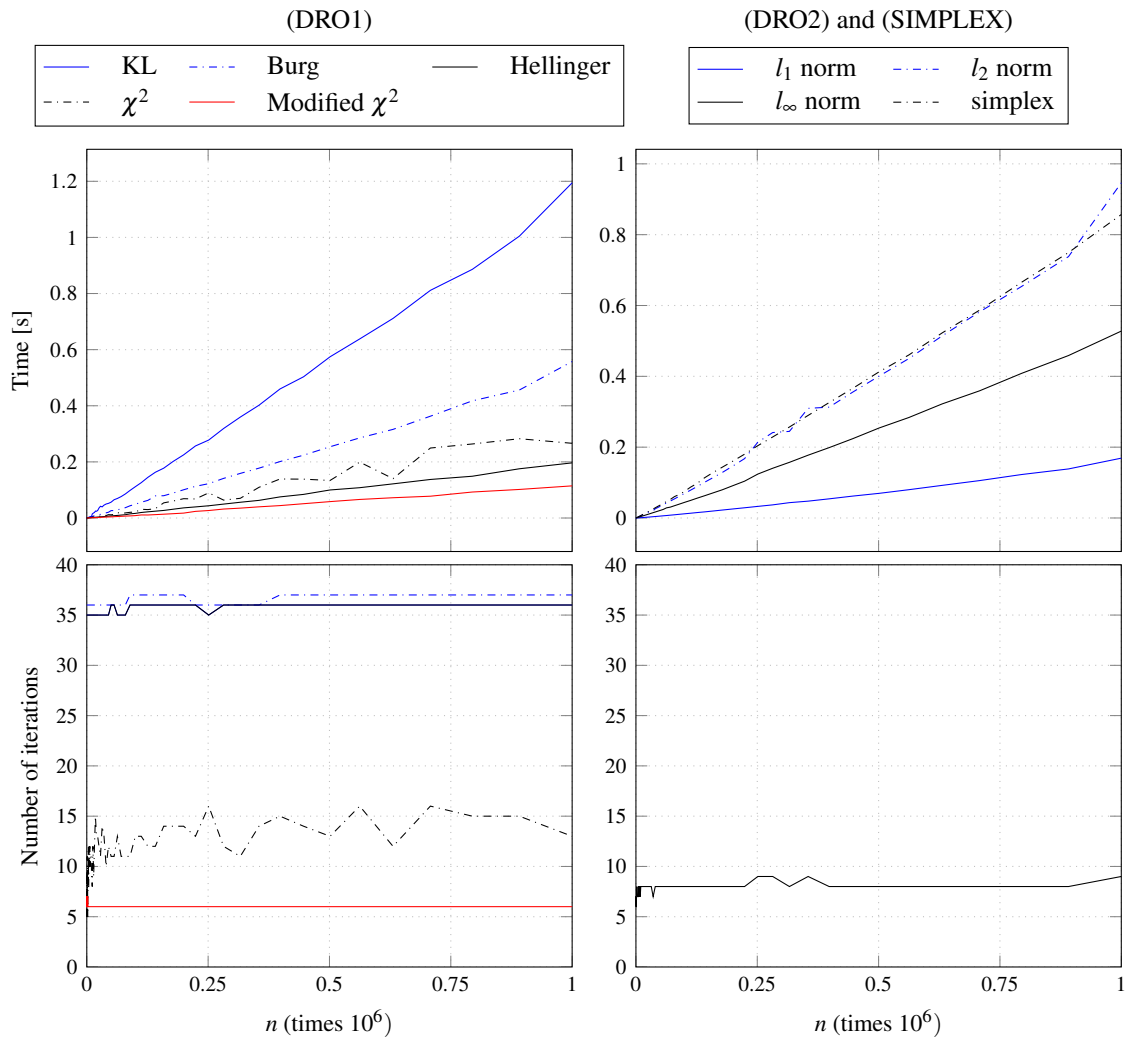 (DRO1)
(DRO2) and (SIMPLEX)
KL
Burg
Hellinger
χ²
Modified χ²
l₁ norm
l₂ norm
l∞ norm
simplex
Time [s]
1.2
1
0.8
0.6
0.4
0.2
0
1
0.8
0.6
0.4
0.2
0
Number of iterations
40
35
30
25
20
15
10
5
0
0
0.25
0.5
0.75
1
n (times 10⁶)
40
35
30
25
20
15
10
5
0
0
0.25
0.5
0.75
1
n (times 10⁶)